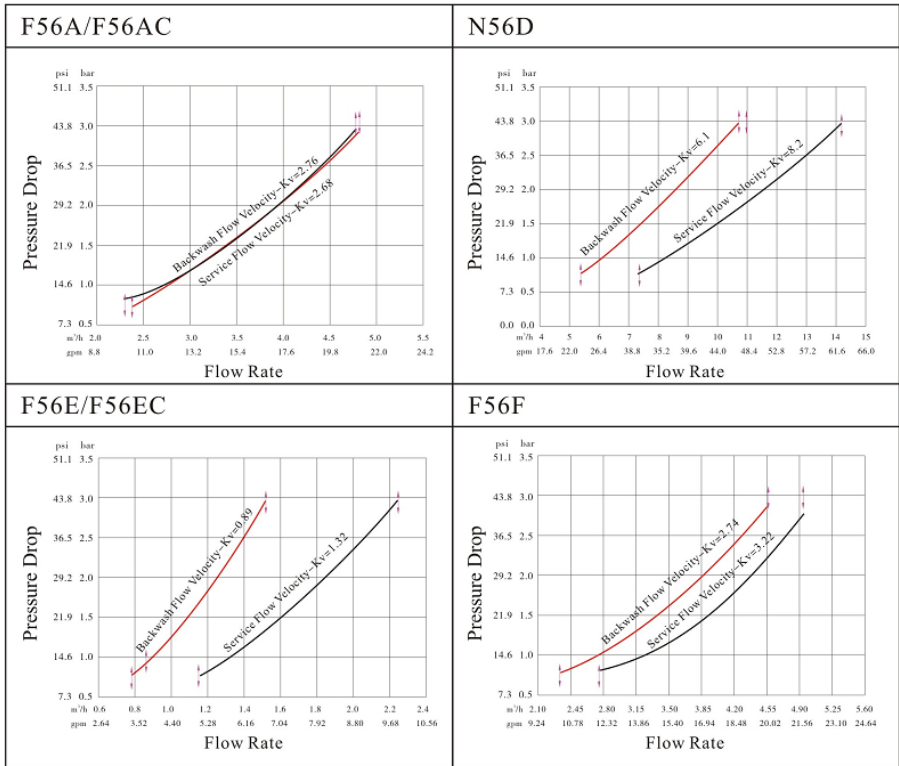 F56A/F56AC
psi bar
51.1 3.5
43.8 3.0
36.5 2.5
29.2 2.0
21.9 1.5
14.6 1.0
7.3 0.5
Pressure Drop
Backwash Flow Velocity–Kv=2.76
Service Flow Velocity–Kv=2.68
m³/h 2.0 2.5 3.0 3.5 4.0 4.5 5.0 5.5
gpm 8.8 11.0 13.2 15.4 17.6 19.8 22.0 24.2
Flow Rate
N56D
psi bar
51.1 3.5
43.8 3.0
36.5 2.5
29.2 2.0
21.9 1.5
14.6 1.0
7.3 0.5
0.0 0.0
Pressure Drop
Backwash Flow Velocity–Kv=6.1
Service Flow Velocity–Kv=8.2
m³/h 4 5 6 7 8 9 10 11 12 13 14 15
gpm 17.6 22.0 26.4 38.8 35.2 39.6 44.0 48.4 52.8 57.2 61.6 66.0
Flow Rate
F56E/F56EC
psi bar
51.1 3.5
43.8 3.0
36.5 2.5
29.2 2.0
21.9 1.5
14.6 1.0
7.3 0.5
Pressure Drop
Backwash Flow Velocity–Kv=0.89
Service Flow Velocity–Kv=1.32
m³/h 0.6 0.8 1.0 1.2 1.4 1.6 1.8 2.0 2.2 2.4
gpm 2.64 3.52 4.40 5.28 6.16 7.04 7.92 8.80 9.68 10.56
Flow Rate
F56F
psi bar
51.1 3.5
43.8 3.0
36.5 2.5
29.2 2.0
21.9 1.5
14.6 1.0
7.3 0.5
Pressure Drop
Backwash Flow Velocity–Kv=2.74
Service Flow Velocity–Kv=3.22
m³/h 2.10 2.45 2.80 3.15 3.50 3.85 4.20 4.55 4.90 5.25 5.60
gpm 9.24 10.78 12.32 13.86 15.40 16.94 18.48 20.02 21.56 23.10 24.64
Flow Rate